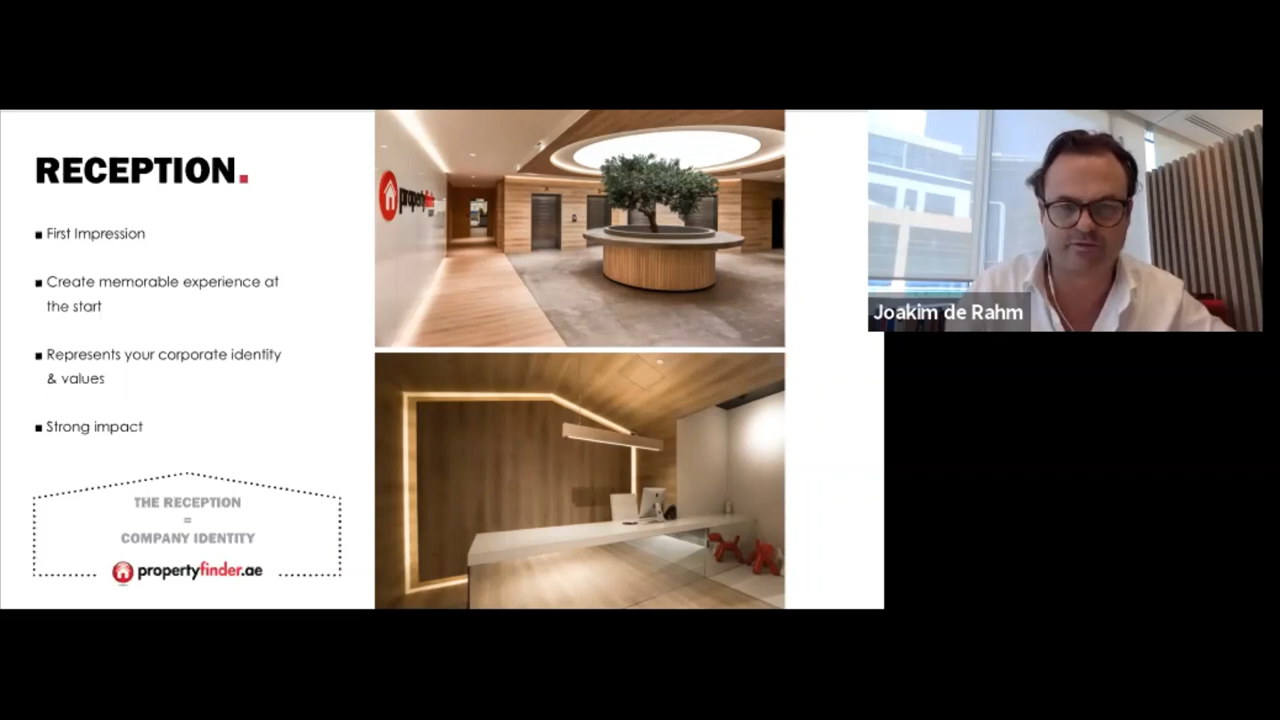 RECEPTION.
▪ First Impression
▪ Create memorable experience at
the start
▪ Represents your corporate identity
& values
▪ Strong impact
THE RECEPTION
=
COMPANY IDENTITY
propertyfinder.ae
propertyfinder
Joakim de Rahm